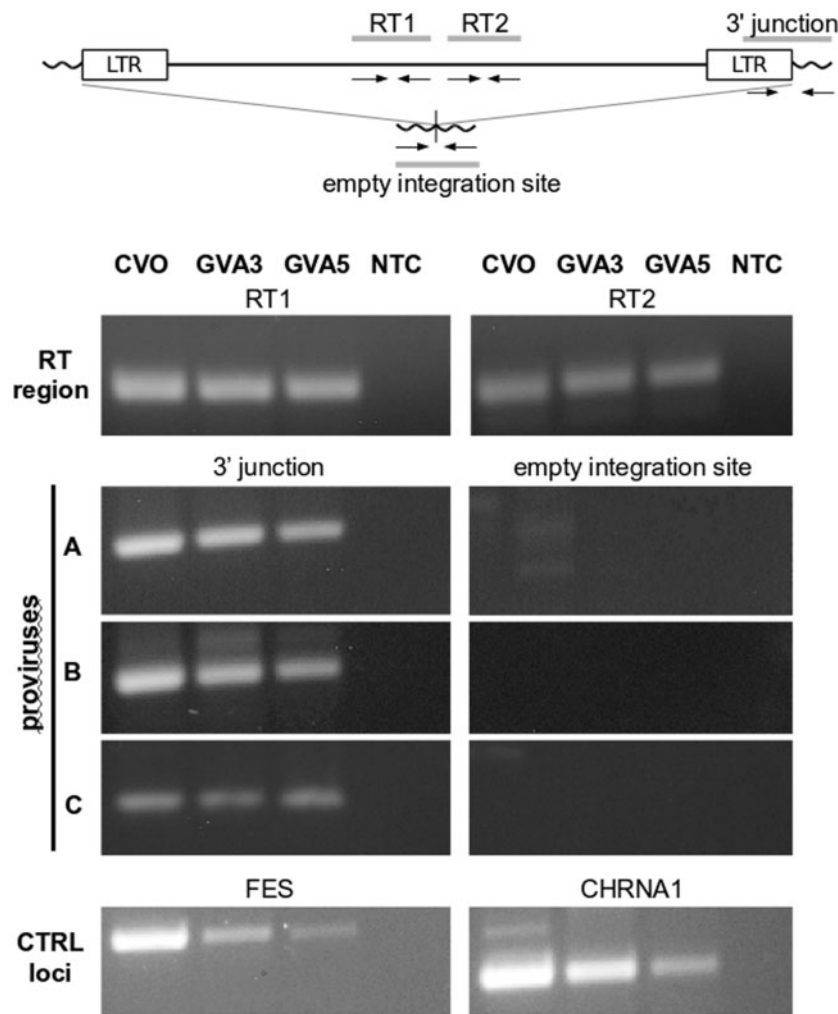 RT1 RT2 3' junction
LTR LTR
empty integration site
CVO GVA3 GVA5 NTC CVO GVA3 GVA5 NTC
RT1 RT2
RT
region
3’ junction empty integration site
proviruses
A
B
C
FES CHRNA1
CTRL
loci